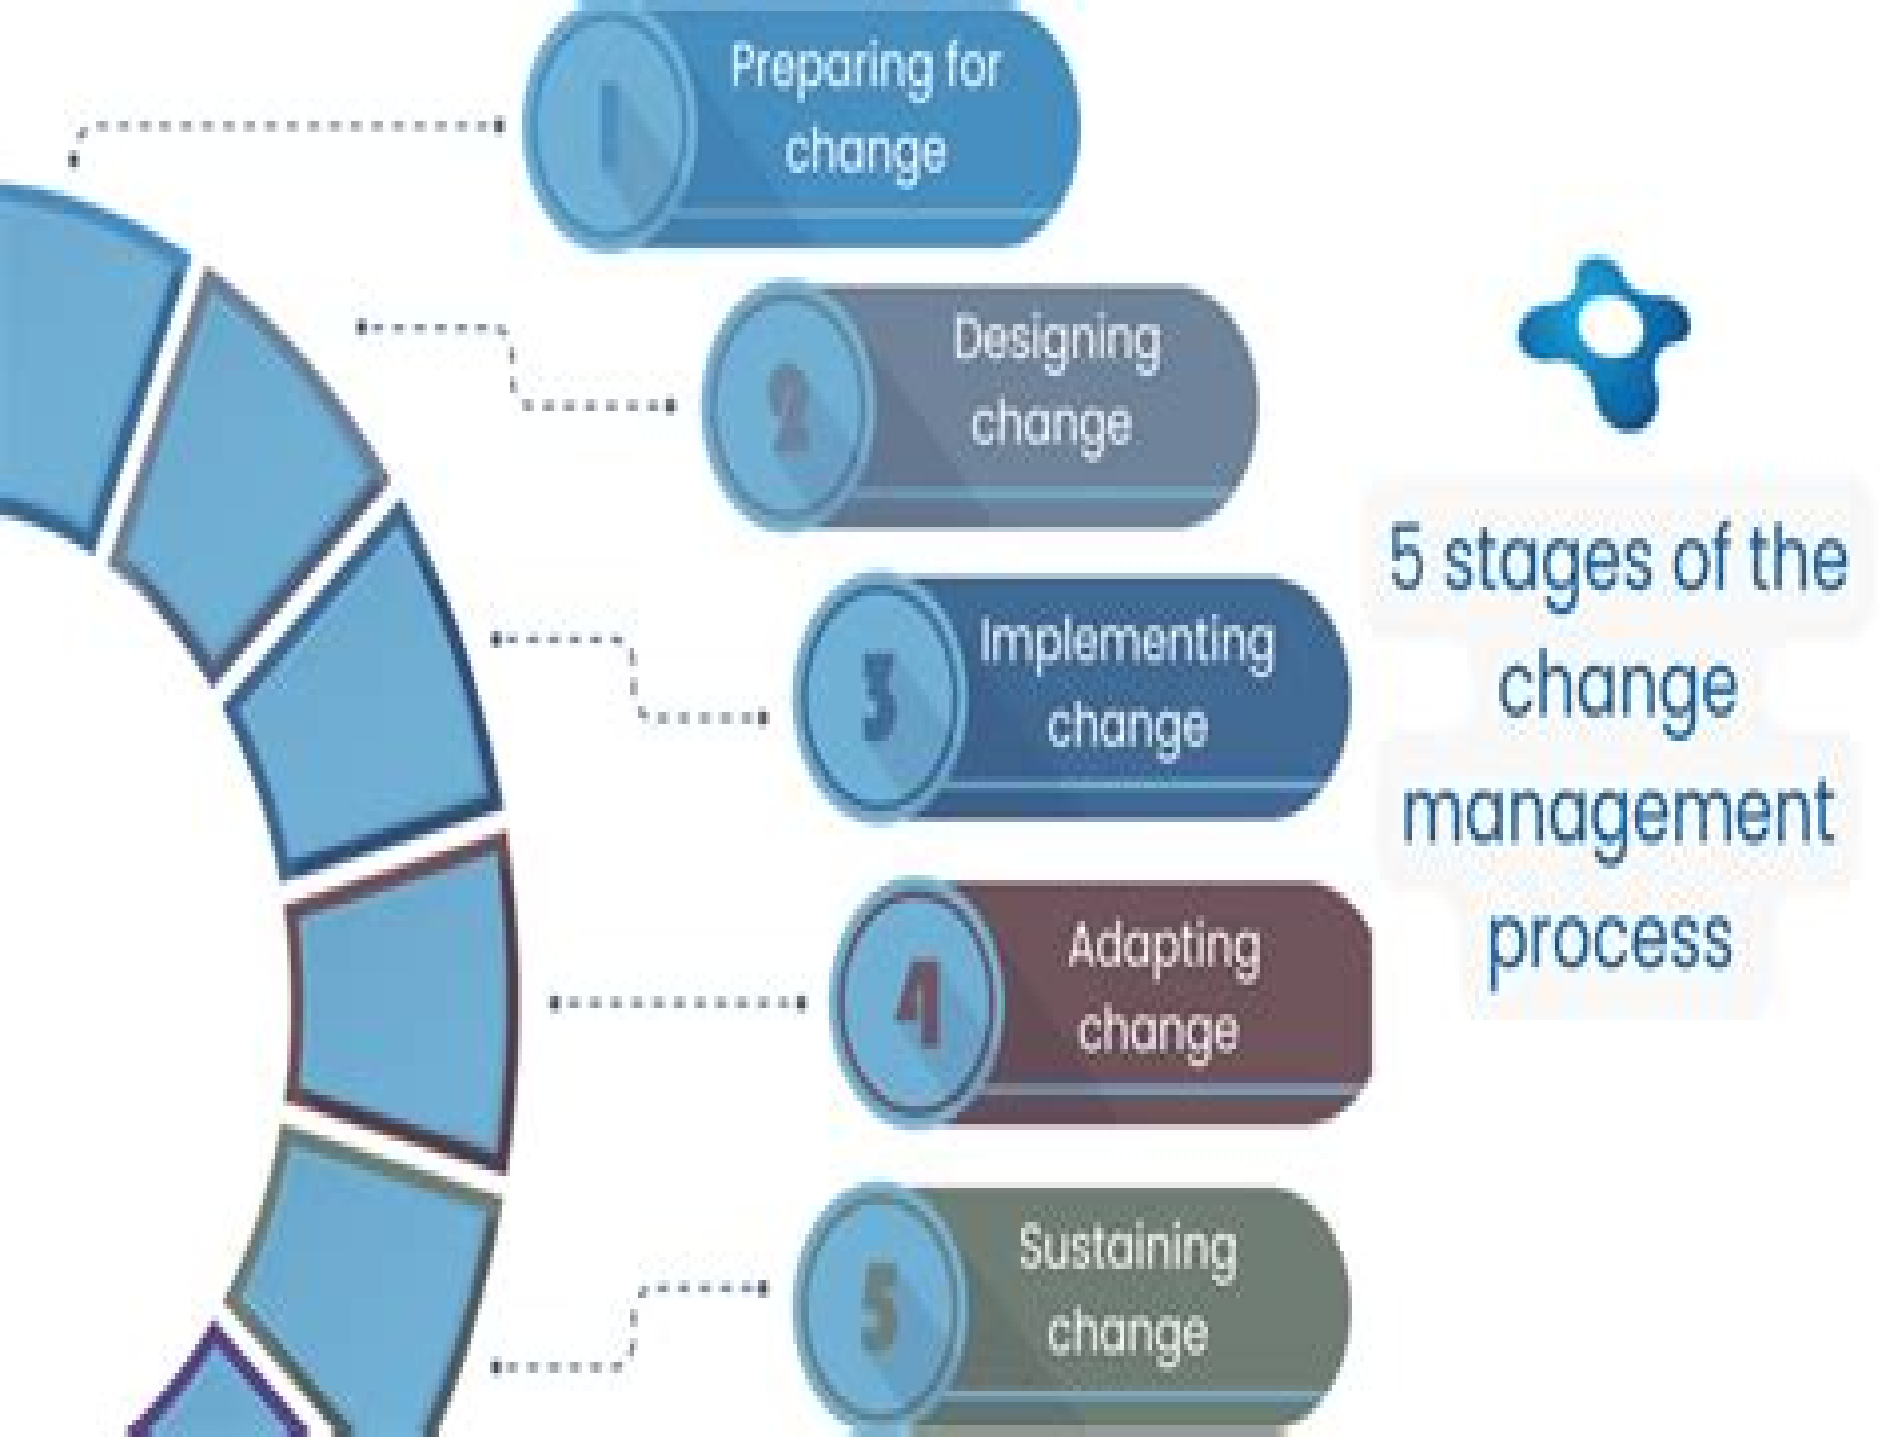 1
Preparing for
change
2
Designing
change
3
Implementing
change
4
Adapting
change
5
Sustaining
change
5 stages of the
change
management
process